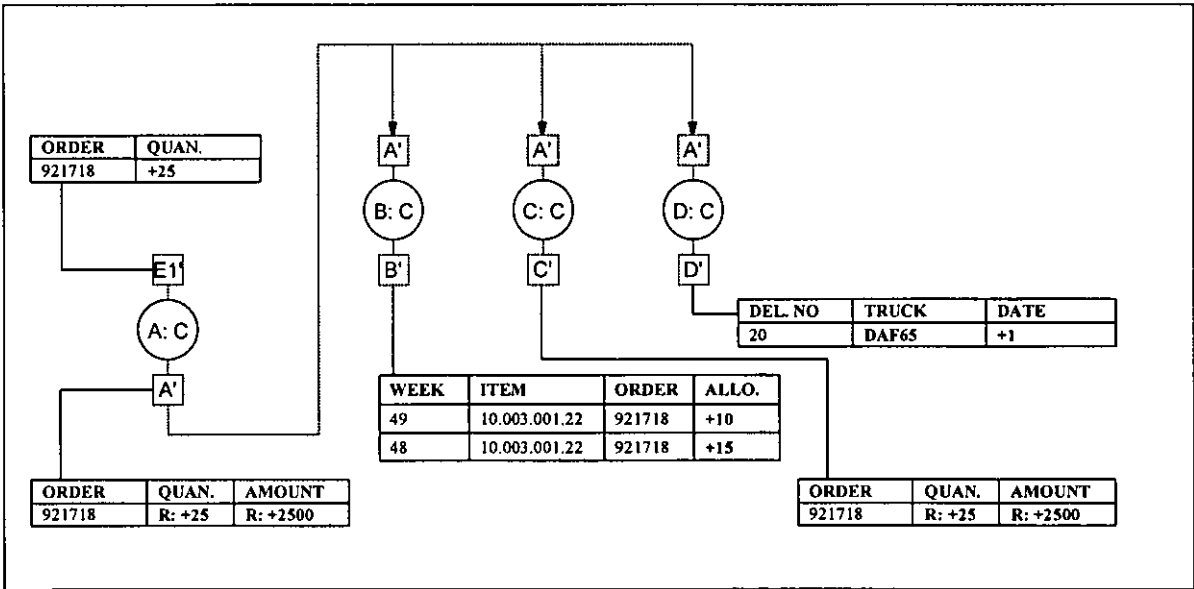 A' A' A'
ORDER QUAN.
921718 +25
B: C C: C D: C
E1' B' C' D'
DEL. NO TRUCK DATE
20 DAF65 +1
A: C
A'
WEEK ITEM ORDER ALLO.
49 10.003.001.22 921718 +10
48 10.003.001.22 921718 +15
ORDER QUAN. AMOUNT
921718 R: +25 R: +2500
ORDER QUAN. AMOUNT
921718 R: +25 R: +2500